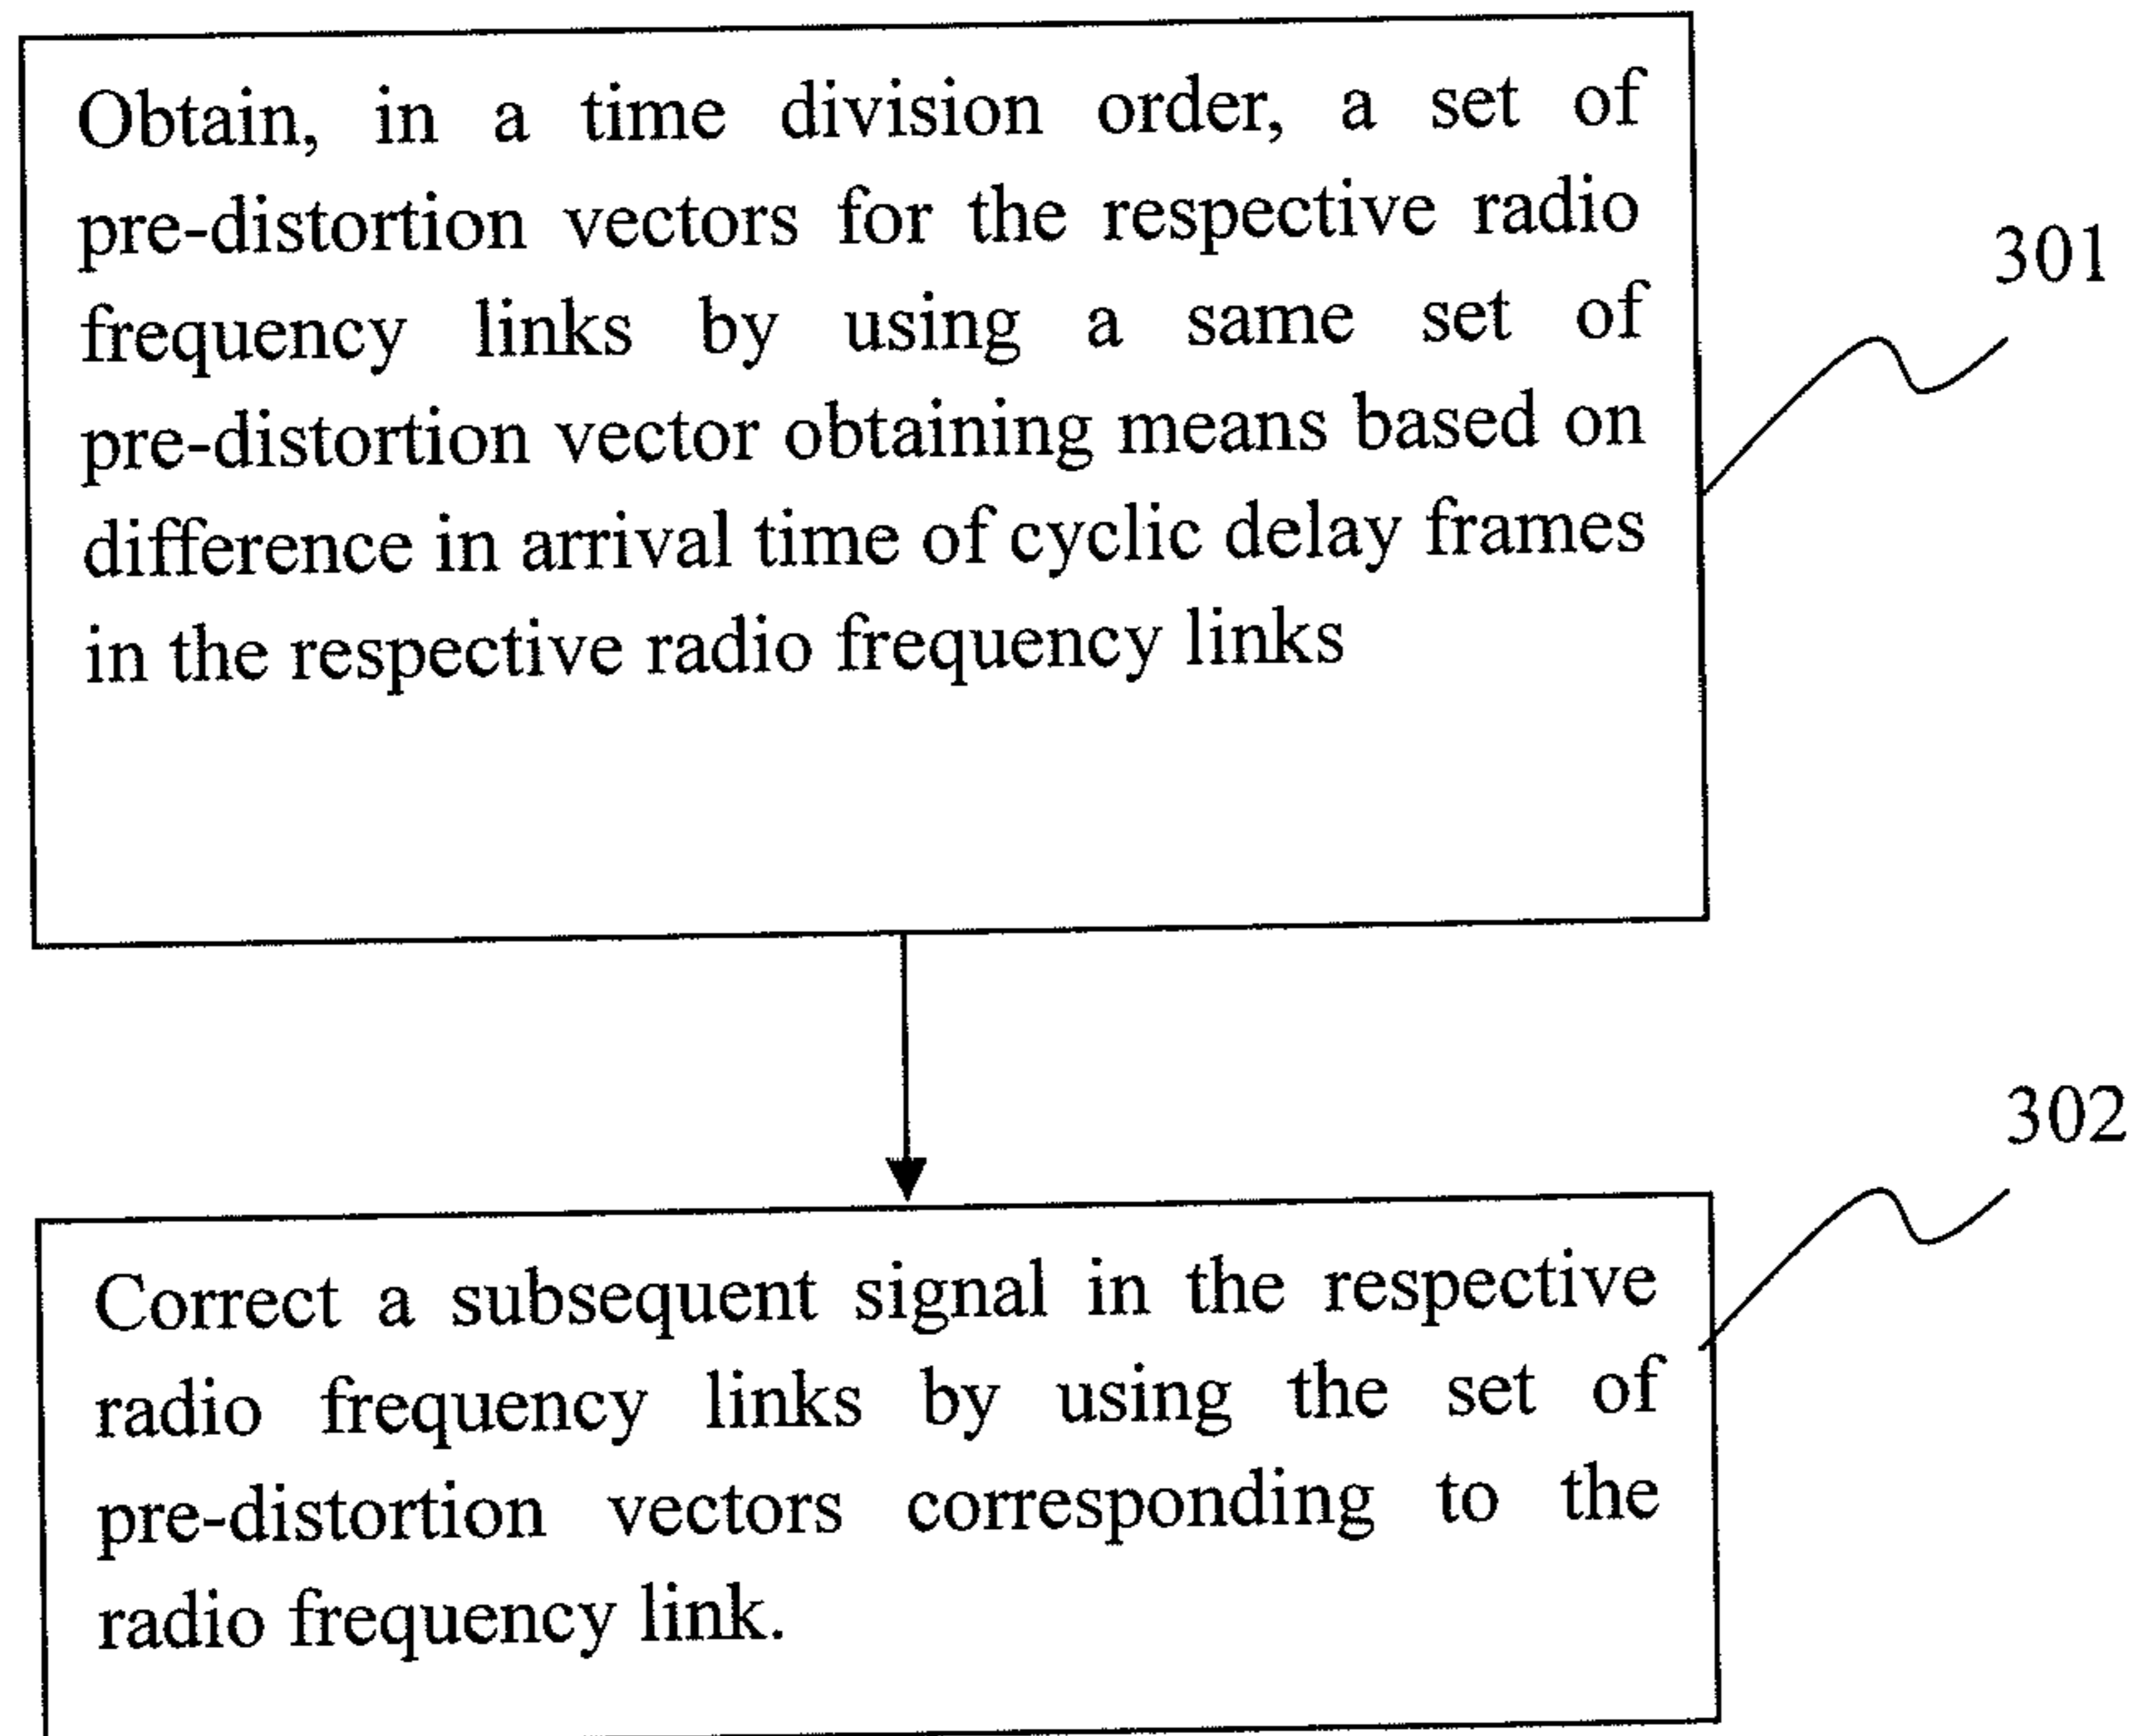 Obtain, in a time division order, a set of
pre-distortion vectors for the respective radio
frequency links by using a same set of
pre-distortion vector obtaining means based on
difference in arrival time of cyclic delay frames
in the respective radio frequency links
301
302
Correct a subsequent signal in the respective
radio frequency links by using the set of
pre-distortion vectors corresponding to the
radio frequency link.